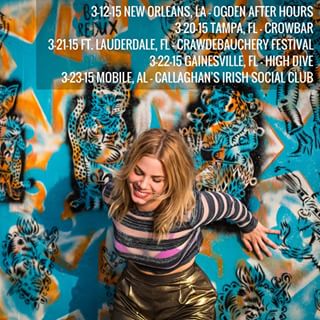 3-12-15 NEW ORLEANS, LA - OGDEN AFTER HOURS
3-20-15 TAMPA, FL - CROWBAR
3-21-15 FT. LAUDERDALE, FL - CRAWDEBAUCHERY FESTIVAL
3-22-15 GAINESVILLE, FL - HIGH DIVE
3-23-15 MOBILE, AL - CALLAGHAN'S IRISH SOCIAL CLUB